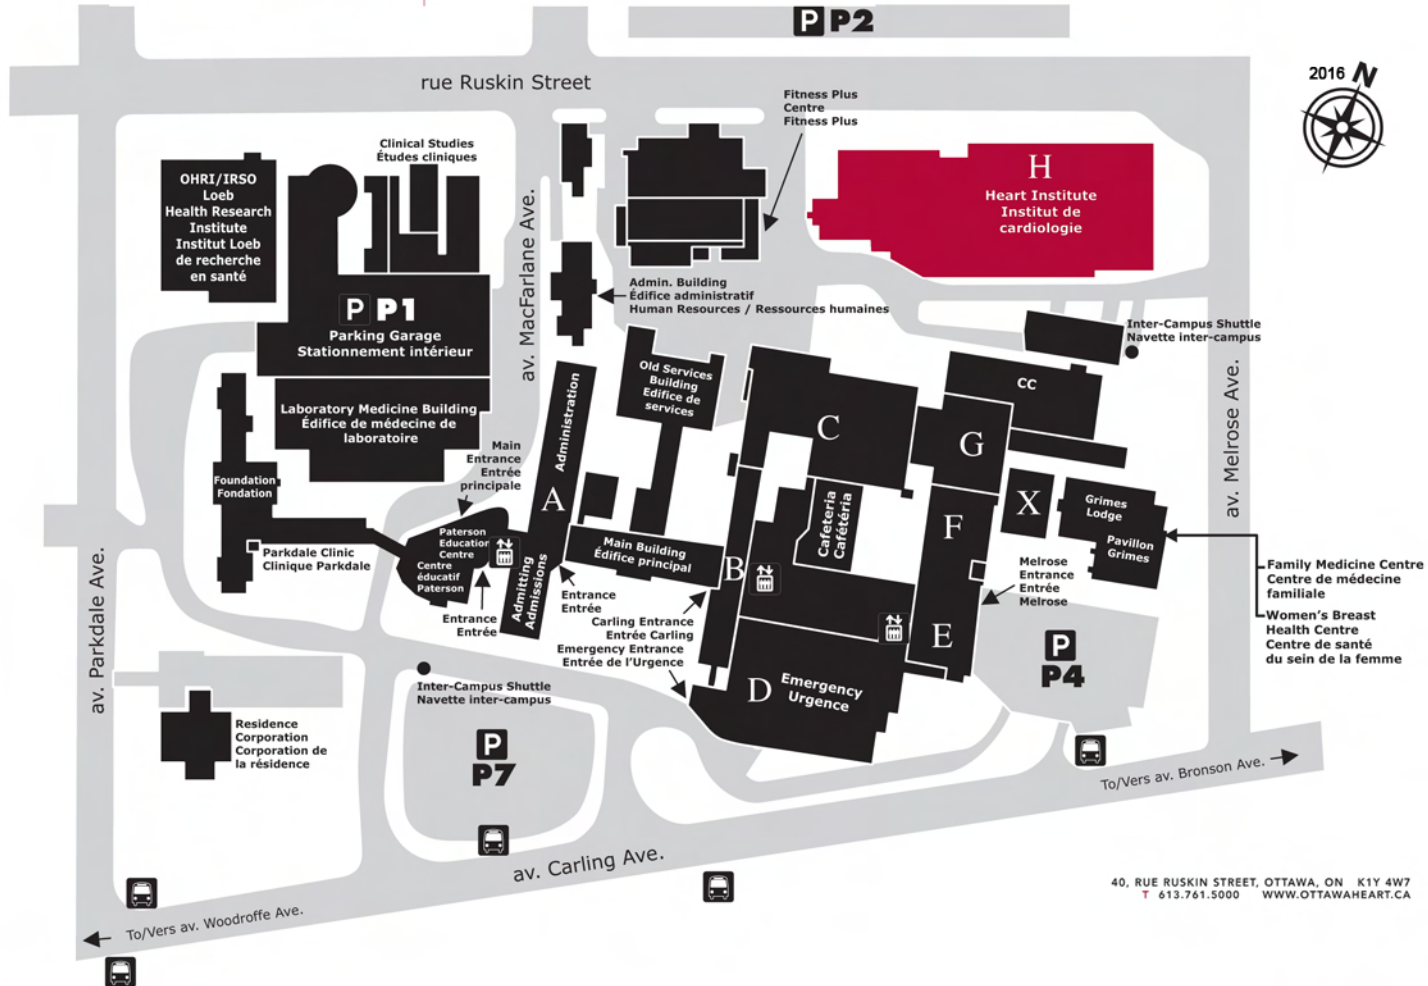 P P2
rue Ruskin Street
2016 N
Fitness Plus
Centre
Fitness Plus
Clinical Studies
Études cliniques
OHRI/IRSO
Loeb
Health Research
Institute
Institut Loeb
de recherche
en santé
av. MacFarlane Ave.
H
Heart Institute
Institut de
cardiologie
Admin. Building
Édifice administratif
Human Resources / Ressources humaines
P P1
Parking Garage
Stationnement intérieur
Inter-Campus Shuttle
Navette inter-campus
Old Services
Building
Edifice de
services
CC
av. Melrose Ave.
Laboratory Medicine Building
Édifice de médecine de
laboratoire
Administration
C
G
Main
Entrance
Entrée
principale
Foundation
Fondation
A
X
Grimes
Lodge
Pavillon
Grimes
Cafeteria
Cafétéria
F
Paterson
Education
Centre
Centre
éducatif
Paterson
Main Building
Édifice principal
Parkdale Clinic
Clinique Parkdale
B
Melrose
Entrance
Entrée
Melrose
Family Medicine Centre
Centre de médecine
familiale
Women's Breast
Health Centre
Centre de santé
du sein de la femme
Admitting
Admissions
Entrance
Entrée
Entrance
Entrée
Carling Entrance
Entrée Carling
Emergency Entrance
Entrée de l'Urgence
E
P
P4
av. Parkdale Ave.
Inter-Campus Shuttle
Navette inter-campus
D
Emergency
Urgence
Residence
Corporation
Corporation de
la résidence
P
P7
To/Vers av. Bronson Ave.
av. Carling Ave.
To/Vers av. Woodroffe Ave.
40, RUE RUSKIN STREET, OTTAWA, ON K1Y 4W7
T 613.761.5000 WWW.OTTAWAHEART.CA